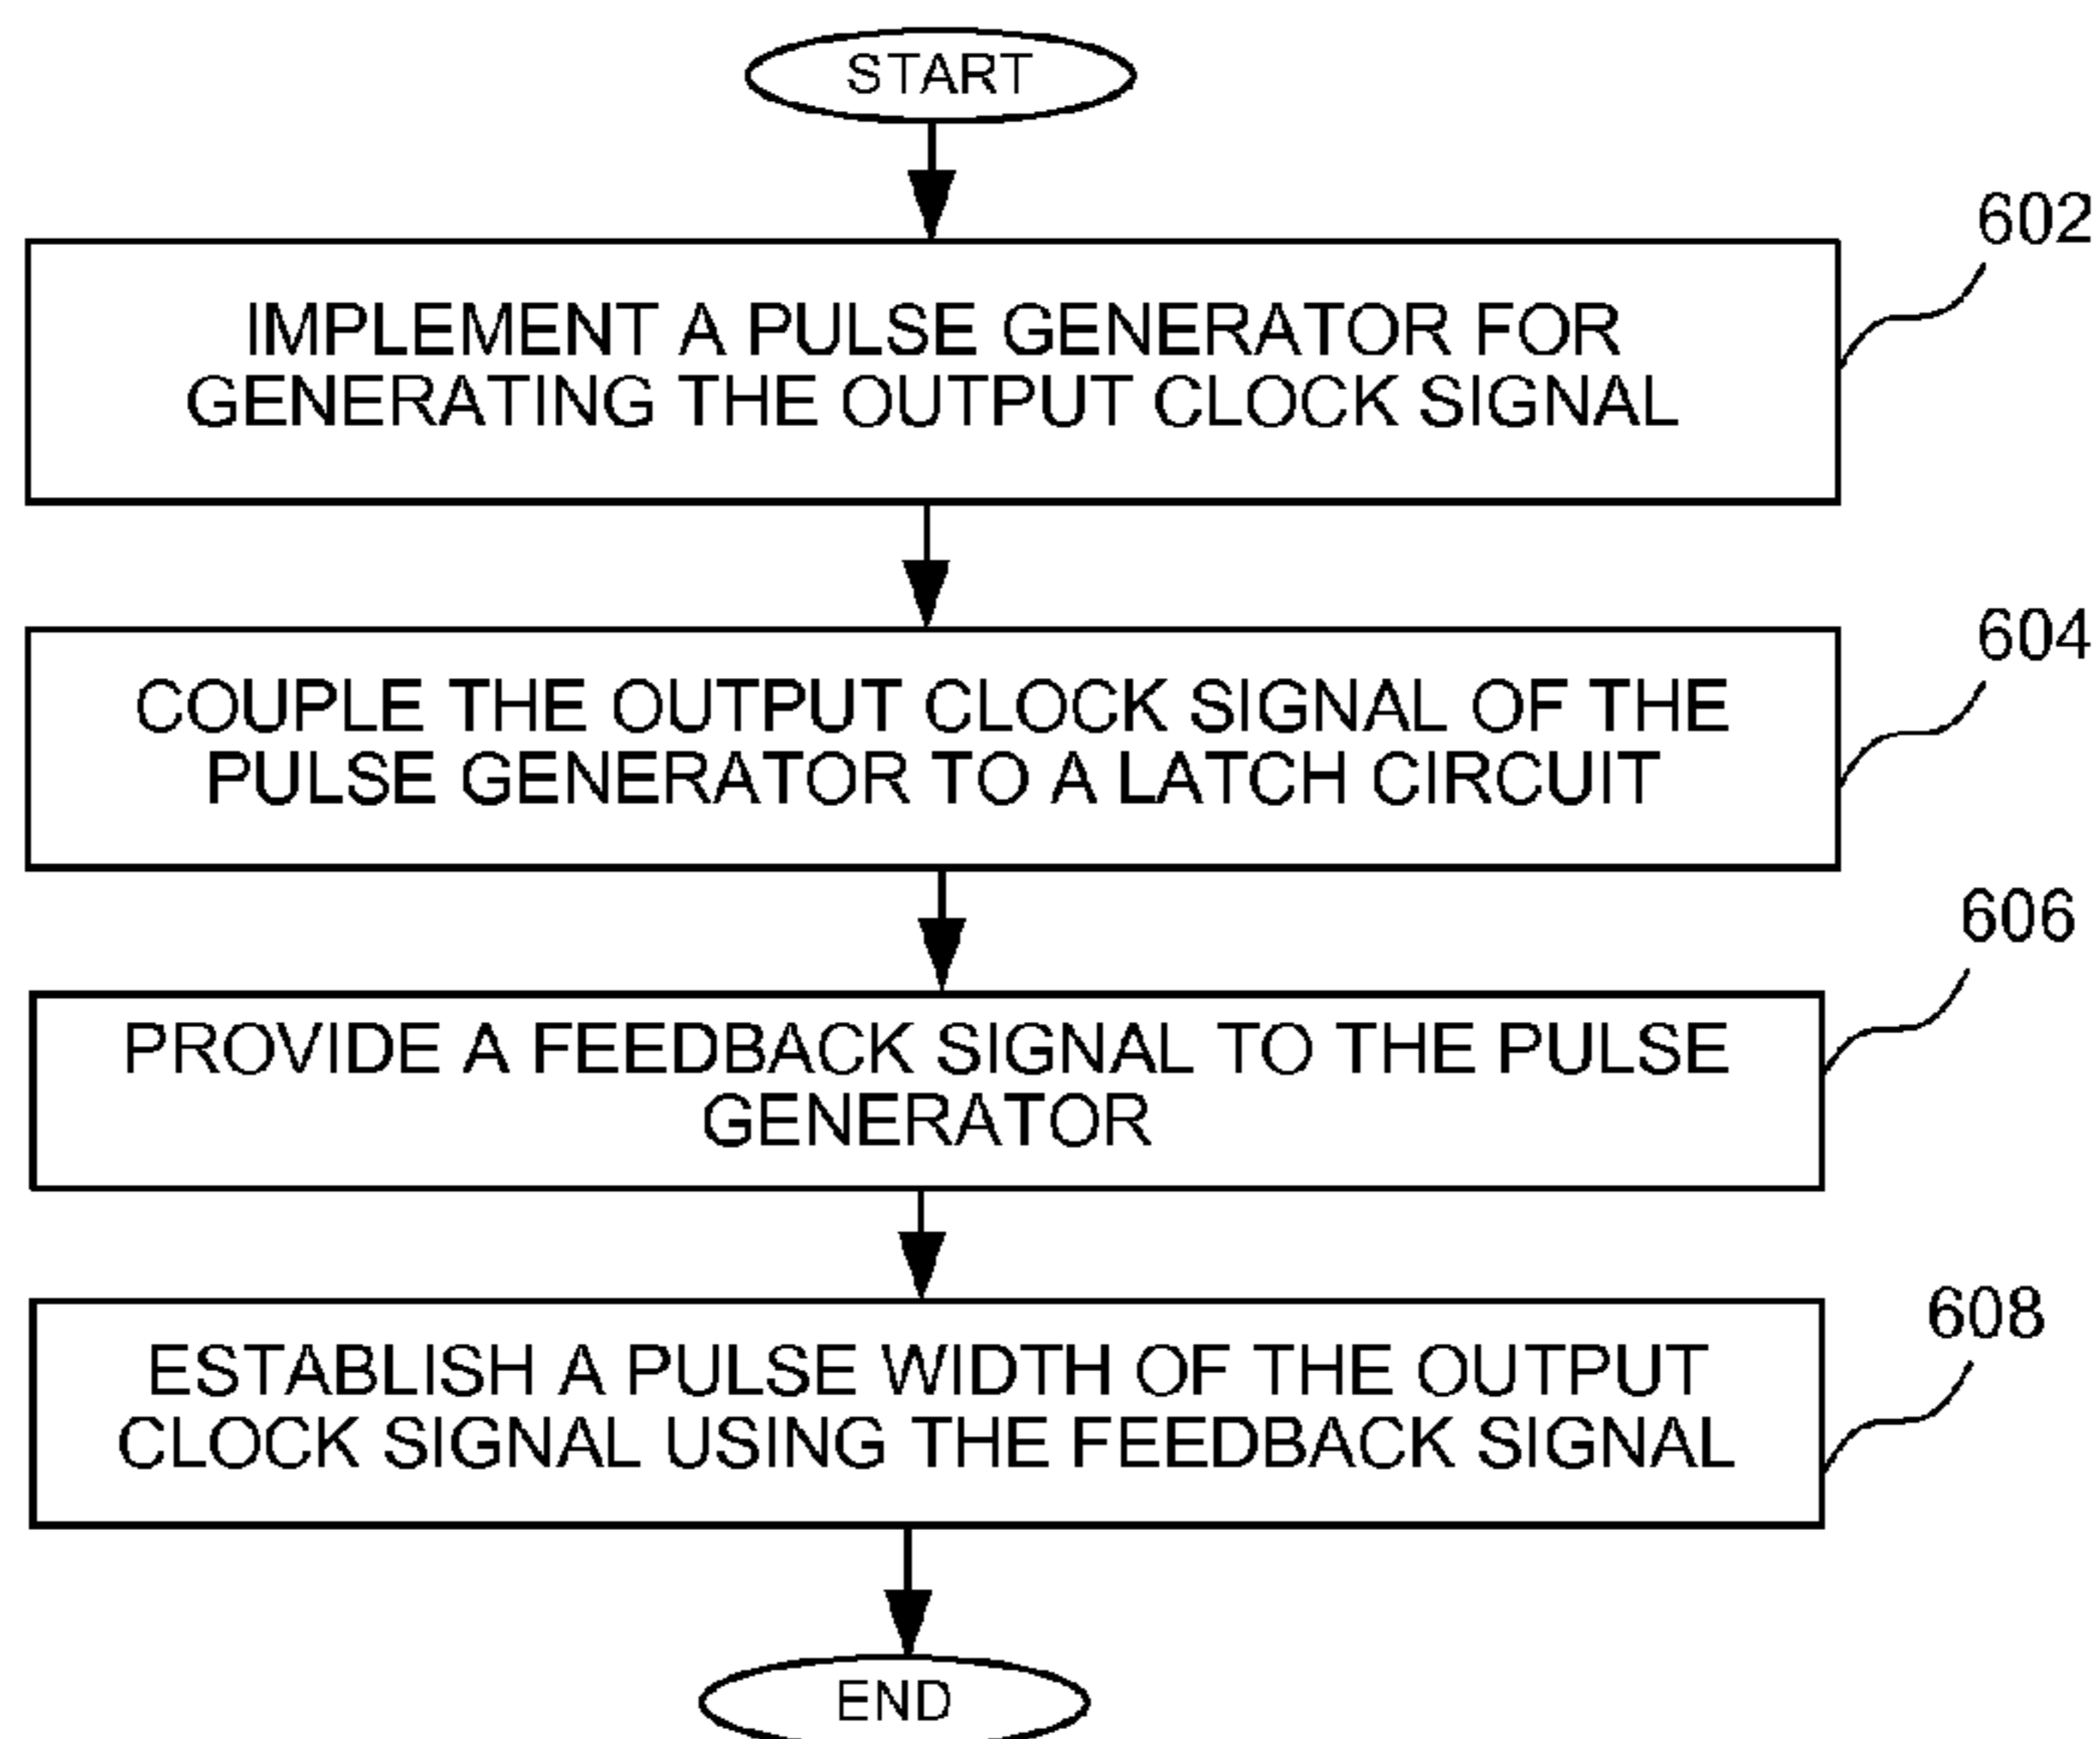 START
602
IMPLEMENT A PULSE GENERATOR FOR
GENERATING THE OUTPUT CLOCK SIGNAL
604
COUPLE THE OUTPUT CLOCK SIGNAL OF THE
PULSE GENERATOR TO A LATCH CIRCUIT
606
PROVIDE A FEEDBACK SIGNAL TO THE PULSE
GENERATOR
608
ESTABLISH A PULSE WIDTH OF THE OUTPUT
CLOCK SIGNAL USING THE FEEDBACK SIGNAL
END